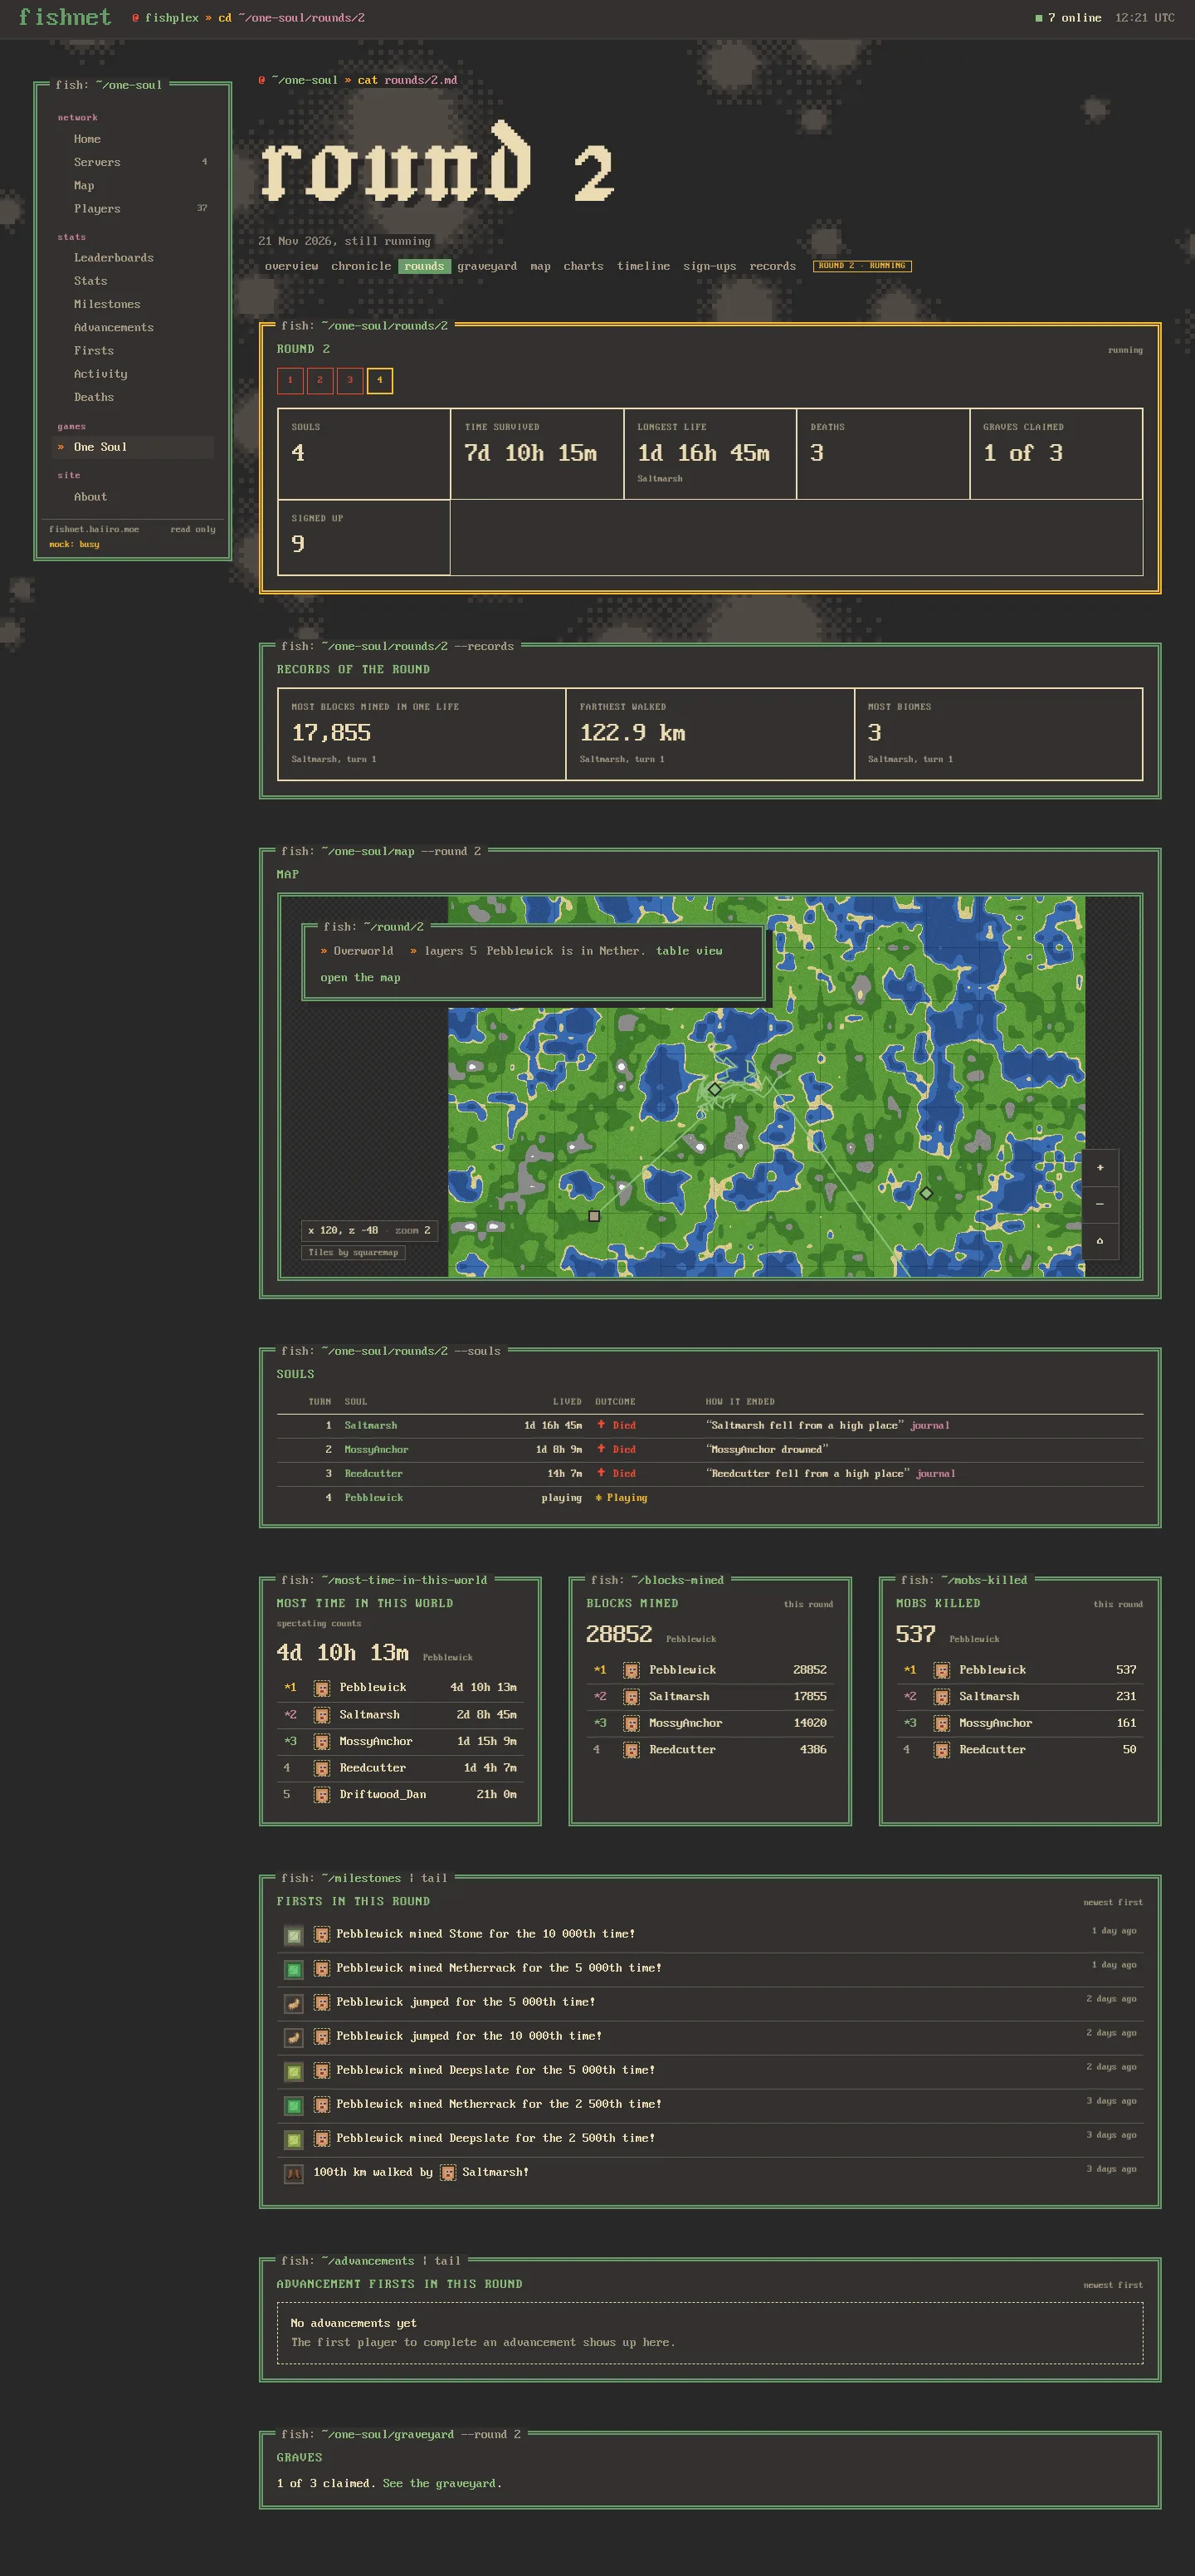 fishnet @ fishplex » cd ~/one-soul/rounds/2 7 online 12:21 UTC
fish: ~/one-soul
network
Home
Servers 4
Map
Players 37
stats
Leaderboards
Stats
Milestones
Advancements
Firsts
Activity
Deaths
games
» One Soul
site
About
fishnet.haiiro.moe read only
mock: busy
@ ~/one-soul » cat rounds/2.md
round 2
21 Nov 2026, still running
overview chronicle rounds graveyard map charts timeline sign-ups records ROUND 2 · RUNNING
fish: ~/one-soul/rounds/2
ROUND 2 running
1 2 3 4
SOULS TIME SURVIVED LONGEST LIFE DEATHS GRAVES CLAIMED
4 7d 10h 15m 1d 16h 45m 3 1 of 3
Saltmarsh
SIGNED UP
9
fish: ~/one-soul/rounds/2 --records
RECORDS OF THE ROUND
MOST BLOCKS MINED IN ONE LIFE FARTHEST WALKED MOST BIOMES
17,855 122.9 km 3
Saltmarsh, turn 1 Saltmarsh, turn 1 Saltmarsh, turn 1
fish: ~/one-soul/map --round 2
MAP
fish: ~/round/2
» Overworld » layers 5 Pebblewick is in Nether. table view
open the map
+
−
x 120, z -48 · zoom 2
Tiles by squaremap
fish: ~/one-soul/rounds/2 --souls
SOULS
TURN SOUL LIVED OUTCOME HOW IT ENDED
1 Saltmarsh 1d 16h 45m ✝ Died “Saltmarsh fell from a high place” journal
2 MossyAnchor 1d 8h 9m ✝ Died “MossyAnchor drowned”
3 Reedcutter 14h 7m ✝ Died “Reedcutter fell from a high place” journal
4 Pebblewick playing Playing
fish: ~/most-time-in-this-world
MOST TIME IN THIS WORLD
spectating counts
4d 10h 13m Pebblewick
*1 Pebblewick 4d 10h 13m
*2 Saltmarsh 2d 8h 45m
*3 MossyAnchor 1d 15h 9m
4 Reedcutter 1d 4h 7m
5 Driftwood_Dan 21h 0m
fish: ~/blocks-mined
BLOCKS MINED this round
28852 Pebblewick
*1 Pebblewick 28852
*2 Saltmarsh 17855
*3 MossyAnchor 14020
4 Reedcutter 4386
fish: ~/mobs-killed
MOBS KILLED this round
537 Pebblewick
*1 Pebblewick 537
*2 Saltmarsh 231
*3 MossyAnchor 161
4 Reedcutter 50
fish: ~/milestones | tail
FIRSTS IN THIS ROUND newest first
Pebblewick mined Stone for the 10 000th time! 1 day ago
Pebblewick mined Netherrack for the 5 000th time! 1 day ago
Pebblewick jumped for the 5 000th time! 2 days ago
Pebblewick jumped for the 10 000th time! 2 days ago
Pebblewick mined Deepslate for the 5 000th time! 2 days ago
Pebblewick mined Netherrack for the 2 500th time! 3 days ago
Pebblewick mined Deepslate for the 2 500th time! 3 days ago
100th km walked by Saltmarsh! 3 days ago
fish: ~/advancements | tail
ADVANCEMENT FIRSTS IN THIS ROUND newest first
No advancements yet
The first player to complete an advancement shows up here.
fish: ~/one-soul/graveyard --round 2
GRAVES
1 of 3 claimed. See the graveyard.